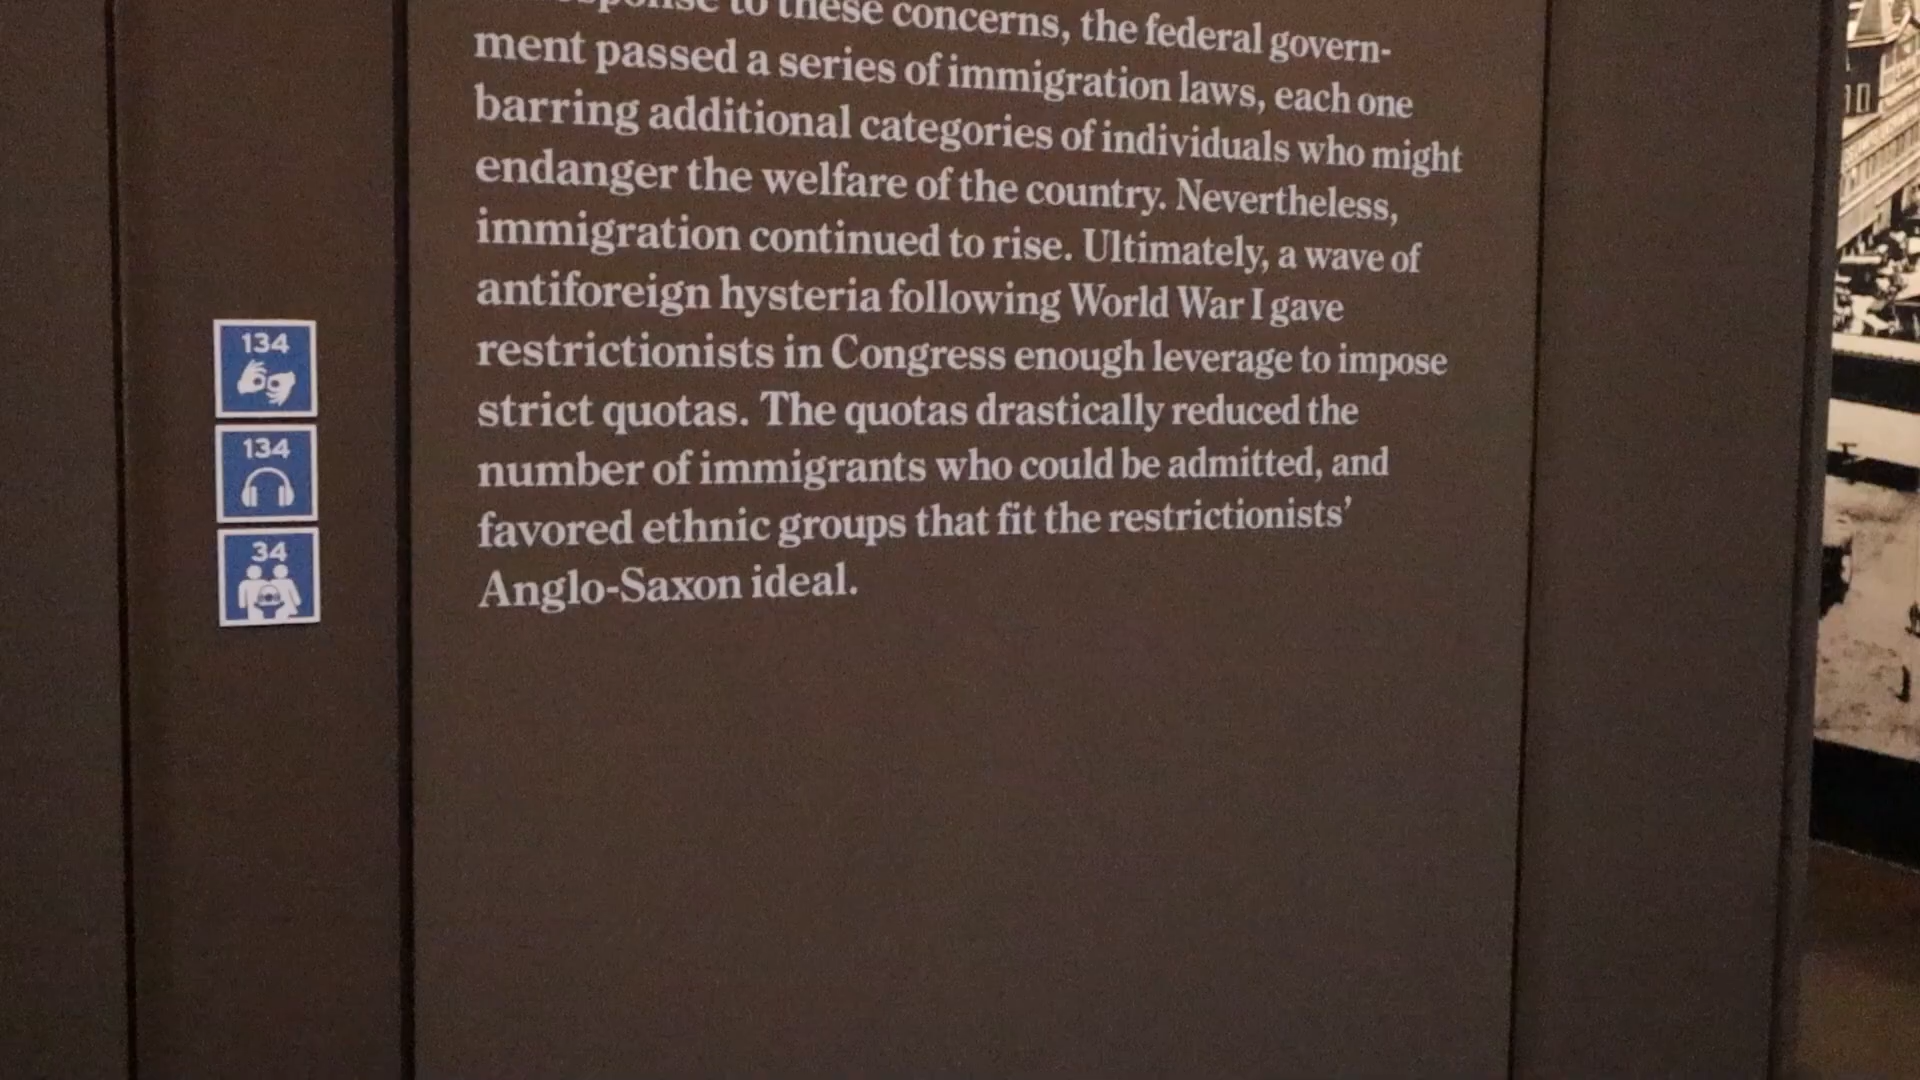 to these concerns, the federal govern-
ment passed a series of immigration laws, each one
barring additional categories of individuals who might
endanger the welfare of the country. Nevertheless,
immigration continued to rise. Ultimately, a wave of
antiforeign hysteria following World War I gave
restrictionists in Congress enough leverage to impose
strict quotas. The quotas drastically reduced the
number of immigrants who could be admitted, and
favored ethnic groups that fit the restrictionists’
Anglo-Saxon ideal.
134
134
34